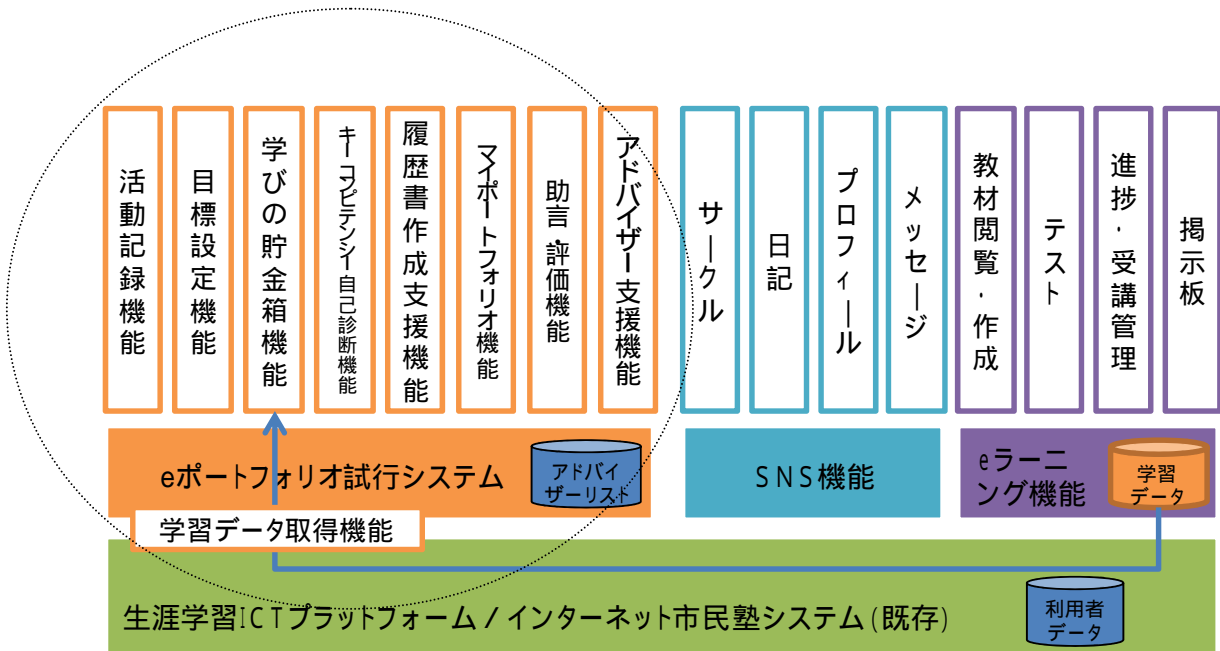 活動記録機能
目標設定機能
学びの貯金箱機能
キーコンピテンシー自己診断機能
履歴書作成支援機能
マイポートフォリオ機能
助言・評価機能
アドバイザー支援機能
サークル
日記
プロフィール
メッセージ
教材閲覧・作成
テスト
進捗・受講管理
掲示板
eポートフォリオ試行システム
アドバイ
ザーリスト
SNS機能
eラーニ
ング機能
学習
データ
学習データ取得機能
生涯学習ICTプラットフォーム / インターネット市民塾システム(既存)
利用者
データ